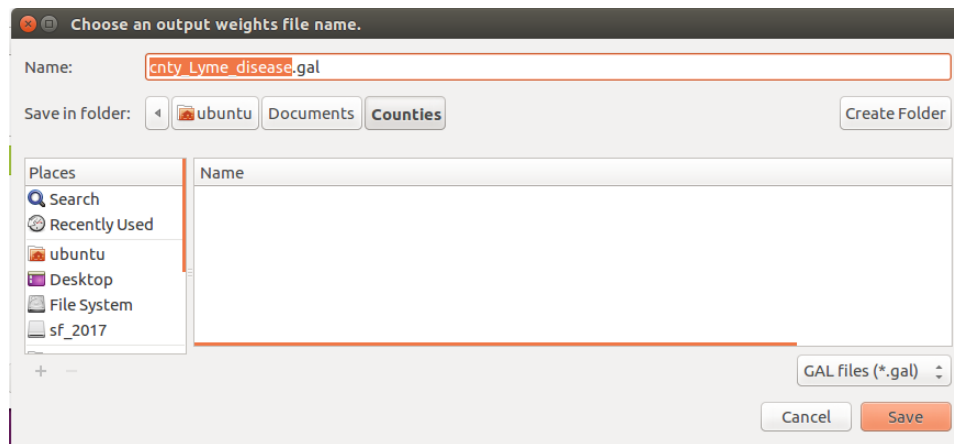 Choose an output weights file name.
Name: cnty_Lyme_disease.gal
Save in folder: ubuntu Documents Counties Create Folder
Places Name
Search
Recently Used
ubuntu
Desktop
File System
sf_2017
GAL files (*.gal)
Cancel Save